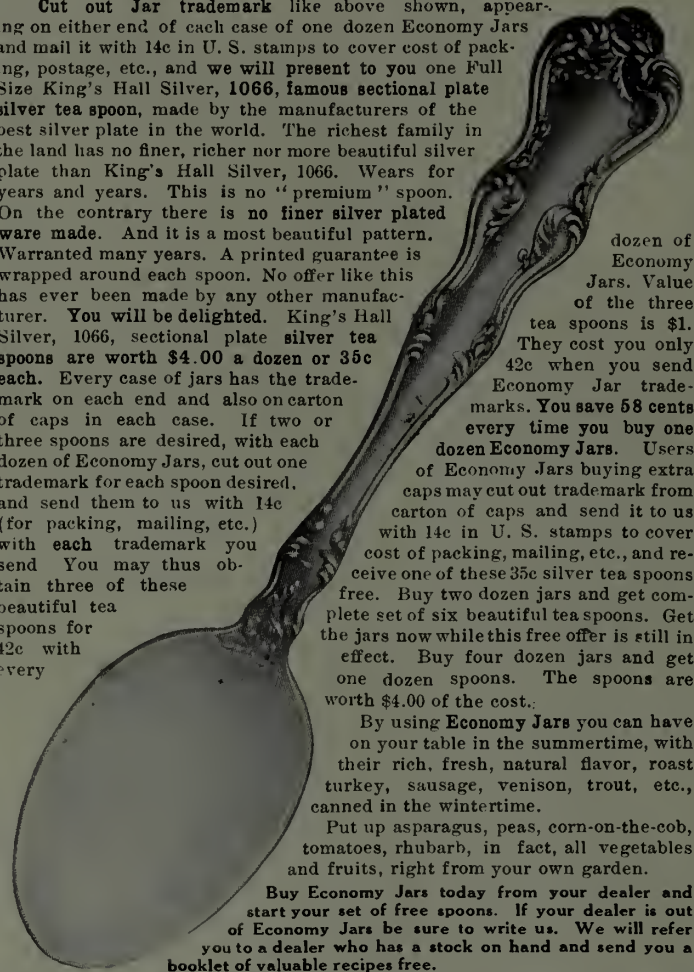 Cut out Jar trademark like above shown, appear-
ng on either end of each case of one dozen Economy Jars
and mail it with 14c in U. S. stamps to cover cost of pack-
ng, postage, etc., and we will present to you one Full
Size King's Hall Silver, 1066, famous sectional plate
silver tea spoon, made by the manufacturers of the
best silver plate in the world. The richest family in
the land has no finer, richer nor more beautiful silver
plate than King's Hall Silver, 1066. Wears for
years and years. This is no "premium" spoon.
On the contrary there is no finer silver plated
ware made. And it is a most beautiful pattern.
Warranted many years. A printed guarantee is
wrapped around each spoon. No offer like this
has ever been made by any other manufac-
turer. You will be delighted. King's Hall
Silver, 1066, sectional plate silver tea
spoons are worth $4.00 a dozen or 35c
each. Every case of jars has the trade-
mark on each end and also on carton
of caps in each case. If two or
three spoons are desired, with each
dozen of Economy Jars, cut out one
trademark for each spoon desired,
and send them to us with 14c
(for packing, mailing, etc.)
with each trademark you
send You may thus ob-
tain three of these
beautiful tea
spoons for
42c with
every
dozen of
Economy
Jars. Value
of the three
tea spoons is $1.
They cost you only
42c when you send
Economy Jar trade-
marks. You save 58 cents
every time you buy one
dozen Economy Jars. Users
of Economy Jars buying extra
caps may cut out trademark from
carton of caps and send it to us
with 14c in U. S. stamps to cover
cost of packing, mailing, etc., and re-
ceive one of these 35c silver tea spoons
free. Buy two dozen jars and get com-
plete set of six beautiful tea spoons. Get
the jars now while this free offer is still in
effect. Buy four dozen jars and get
one dozen spoons. The spoons are
worth $4.00 of the cost.
By using Economy Jars you can have
on your table in the summertime, with
their rich, fresh, natural flavor, roast
turkey, sausage, venison, trout, etc.,
canned in the wintertime.
Put up asparagus, peas, corn-on-the-cob,
tomatoes, rhubarb, in fact, all vegetables
and fruits, right from your own garden.
Buy Economy Jars today from your dealer and
start your set of free spoons. If your dealer is out
of Economy Jars be sure to write us. We will refer
you to a dealer who has a stock on hand and send you a
booklet of valuable recipes free.